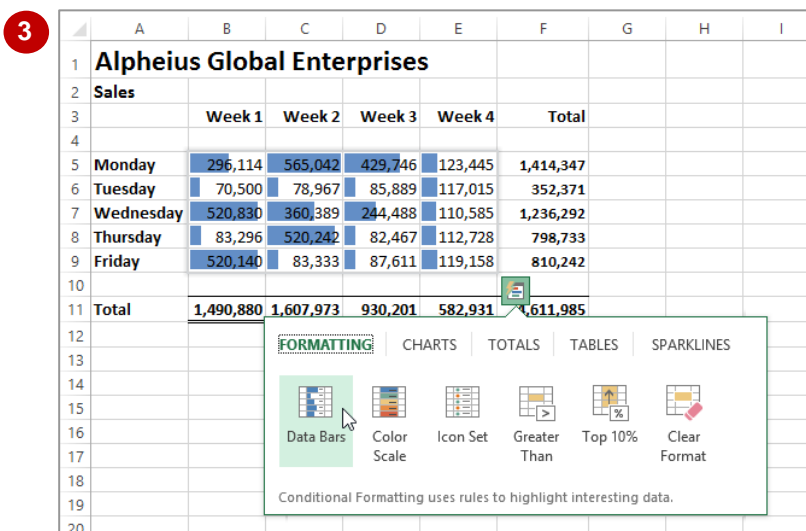 3
A B C D E F G H I
1 Alpheius Global Enterprises
2 Sales
3 Week 1 Week 2 Week 3 Week 4 Total
4
5 Monday 296,114 565,042 429,746 123,445 1,414,347
6 Tuesday 70,500 78,967 85,889 117,015 352,371
7 Wednesday 520,830 360,389 244,488 110,585 1,236,292
8 Thursday 83,296 520,242 82,467 112,728 798,733
9 Friday 520,140 83,333 87,611 119,158 810,242
10
11 Total 1,490,880 1,607,973 930,201 582,931 4,611,985
12
FORMATTING CHARTS TOTALS TABLES SPARKLINES
13
14
15
16
Data Bars Color Scale Icon Set Greater Than Top 10% Clear Format
17
18
Conditional Formatting uses rules to highlight interesting data.
19
20